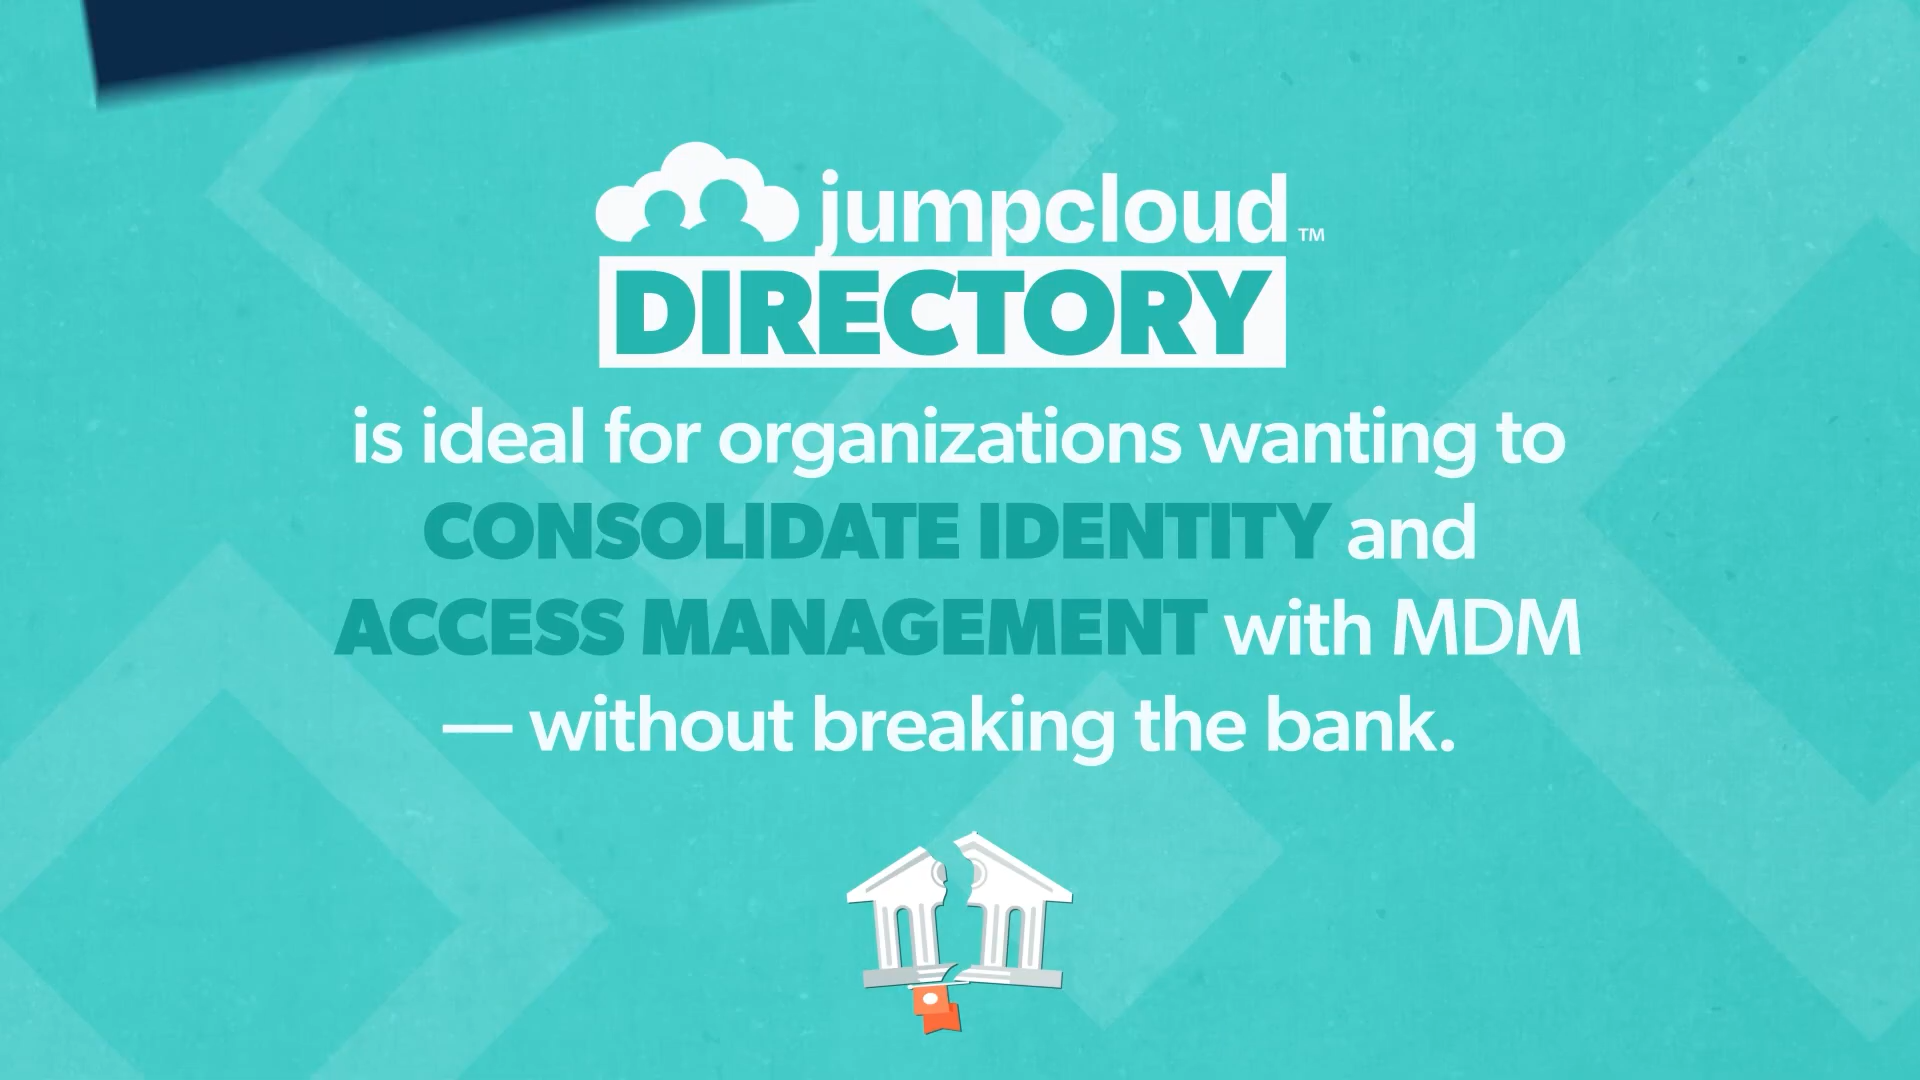 jumpcloud™
DIRECTORY
is ideal for organizations wanting to
CONSOLIDATE IDENTITY and
ACCESS MANAGEMENT with MDM
— without breaking the bank.